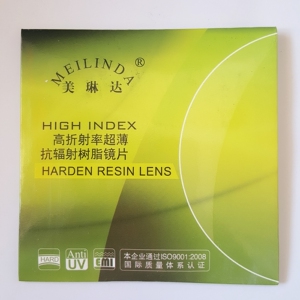 MEILINDA®
美琳达
HIGH INDEX
高折射率超薄
抗辐射树脂镜片
HARDEN RESIN LENS
HARD
Anti
UV
EMI
本企业通过ISO9001:2008
国际质量体系认证